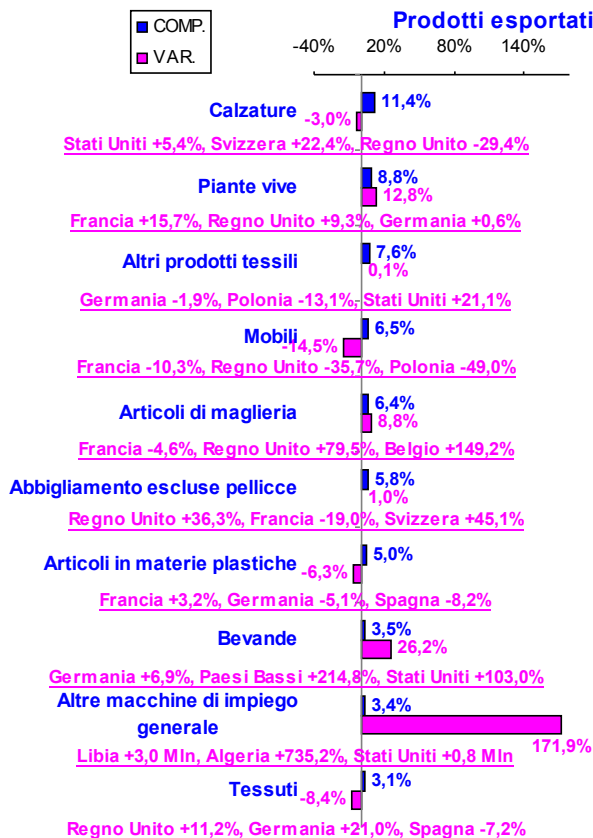 Prodotti esportati
COMP.
VAR.
-40% 20% 80% 140%
Calzature
11,4%
-3,0%
Stati Uniti +5,4%, Svizzera +22,4%, Regno Unito -29,4%
Piante vive
8,8%
12,8%
Francia +15,7%, Regno Unito +9,3%, Germania +0,6%
Altri prodotti tessili
7,6%
0,1%
Germania -1,9%, Polonia -13,1%, Stati Uniti +21,1%
Mobili
6,5%
-14,5%
Francia -10,3%, Regno Unito -35,7%, Polonia -49,0%
Articoli di maglieria
6,4%
8,8%
Francia -4,6%, Regno Unito +79,5%, Belgio +149,2%
Abbigliamento escluse pellicce
5,8%
1,0%
Regno Unito +36,3%, Francia -19,0%, Svizzera +45,1%
Articoli in materie plastiche
5,0%
-6,3%
Francia +3,2%, Germania -5,1%, Spagna -8,2%
Bevande
3,5%
26,2%
Germania +6,9%, Paesi Bassi +214,8%, Stati Uniti +103,0%
Altre macchine di impiego
generale
3,4%
171,9%
Libia +3,0 Mln, Algeria +735,2%, Stati Uniti +0,8 Mln
Tessuti
3,1%
-8,4%
Regno Unito +11,2%, Germania +21,0%, Spagna -7,2%